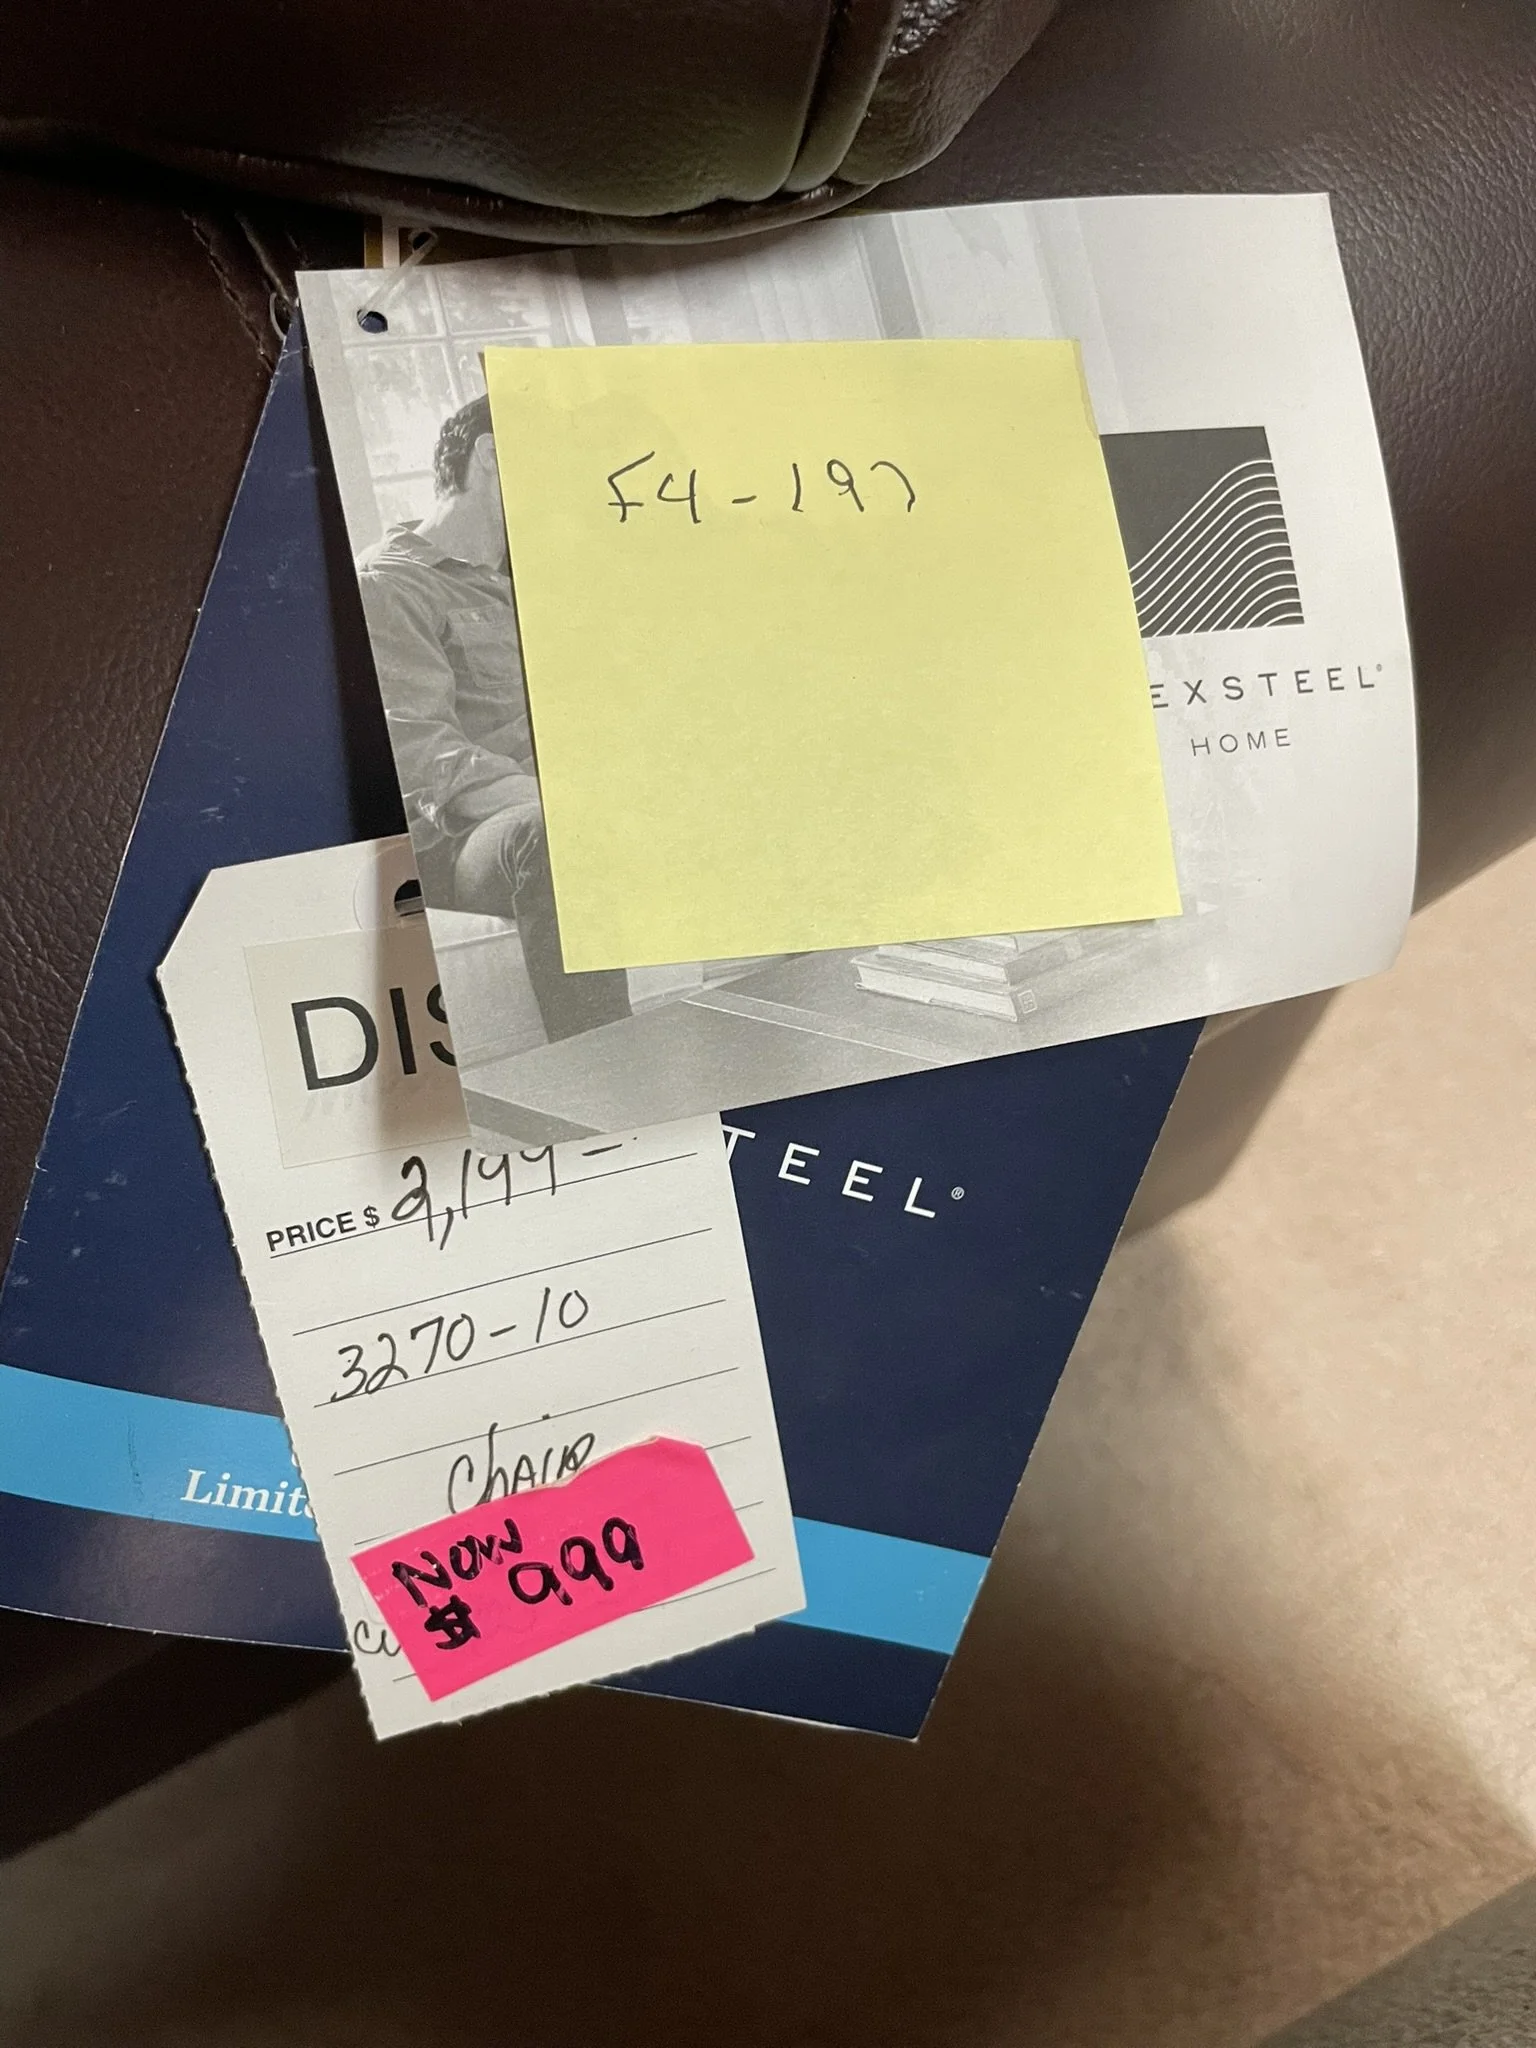 F4-197
EXSTEEL®
HOME
DIS
TEEL®
PRICE $ 2,199-
3270-10
Chair
Limit
NOW
$ 999